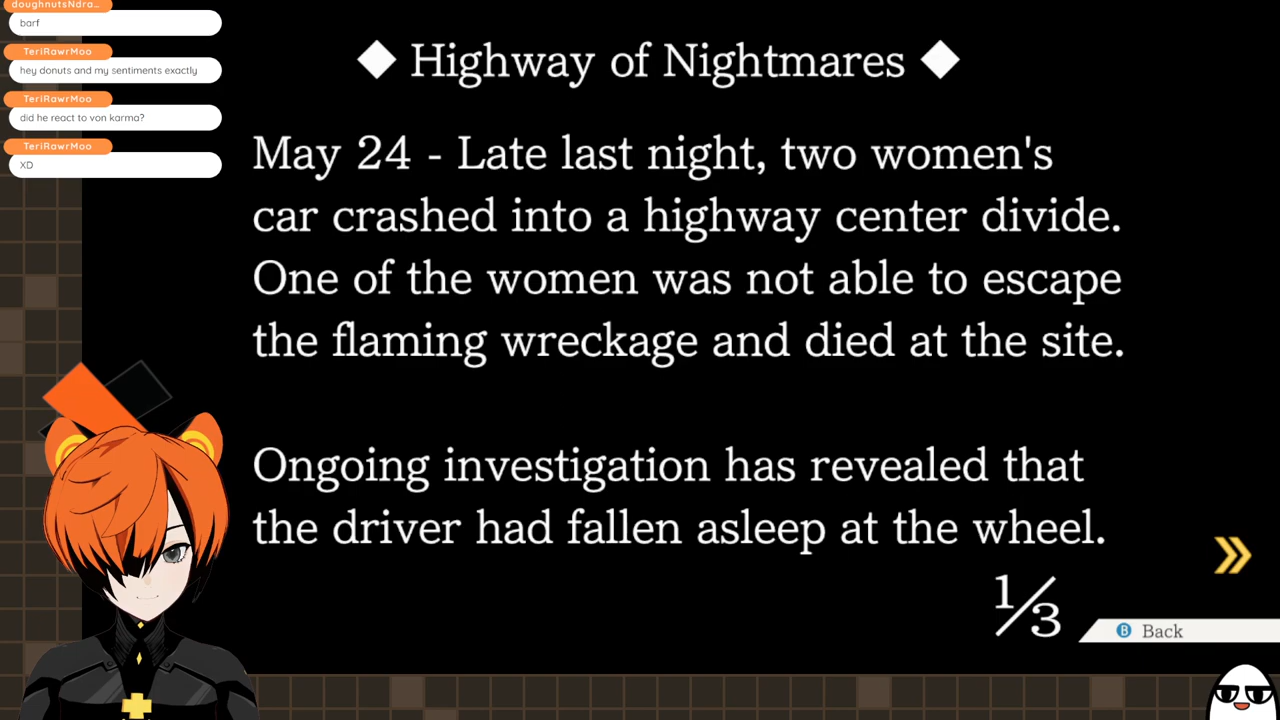 doughnutsNdra...
barf
TeriRawrMoo
hey donuts and my sentiments exactly
TeriRawrMoo
did he react to von karma?
TeriRawrMoo
XD
◆ Highway of Nightmares ◆
May 24 - Late last night, two women's
car crashed into a highway center divide.
One of the women was not able to escape
the flaming wreckage and died at the site.
Ongoing investigation has revealed that
the driver had fallen asleep at the wheel.
1/3
B Back